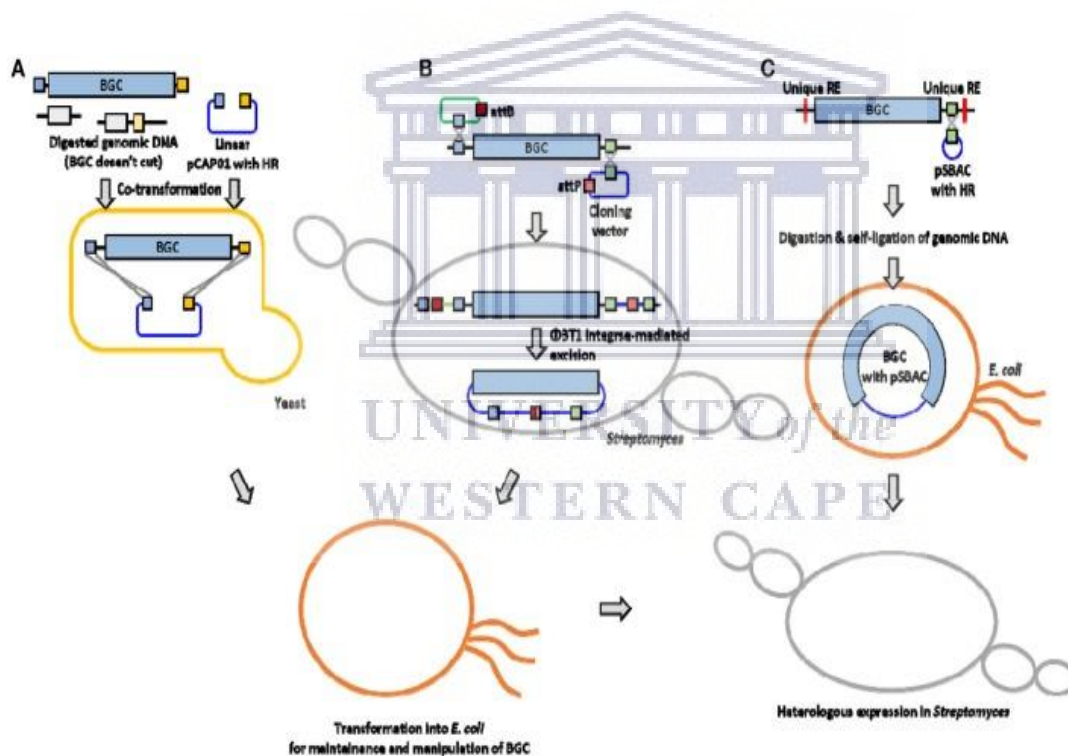 A
BGC
Digested genomic DNA
(BGC doesn't cut)
Linear
pCAP01 with HR
Co-transformation
BGC
Yeast
B
attB
BGC
attP
Cloning
vector
Φ3T1 integrse-madiated
excision
Streptomyces
C
Unique RE
Unique RE
BGC
pSBAC
with HR
Digestion & self-ligation of genomic DNA
BGC
with pSBAC
E. coli
UNIVERSITY of the
WESTERN CAPE
Transformation into E. coli
for maintainence and manipulation of BGC
Heterologous expression in Streptomyces